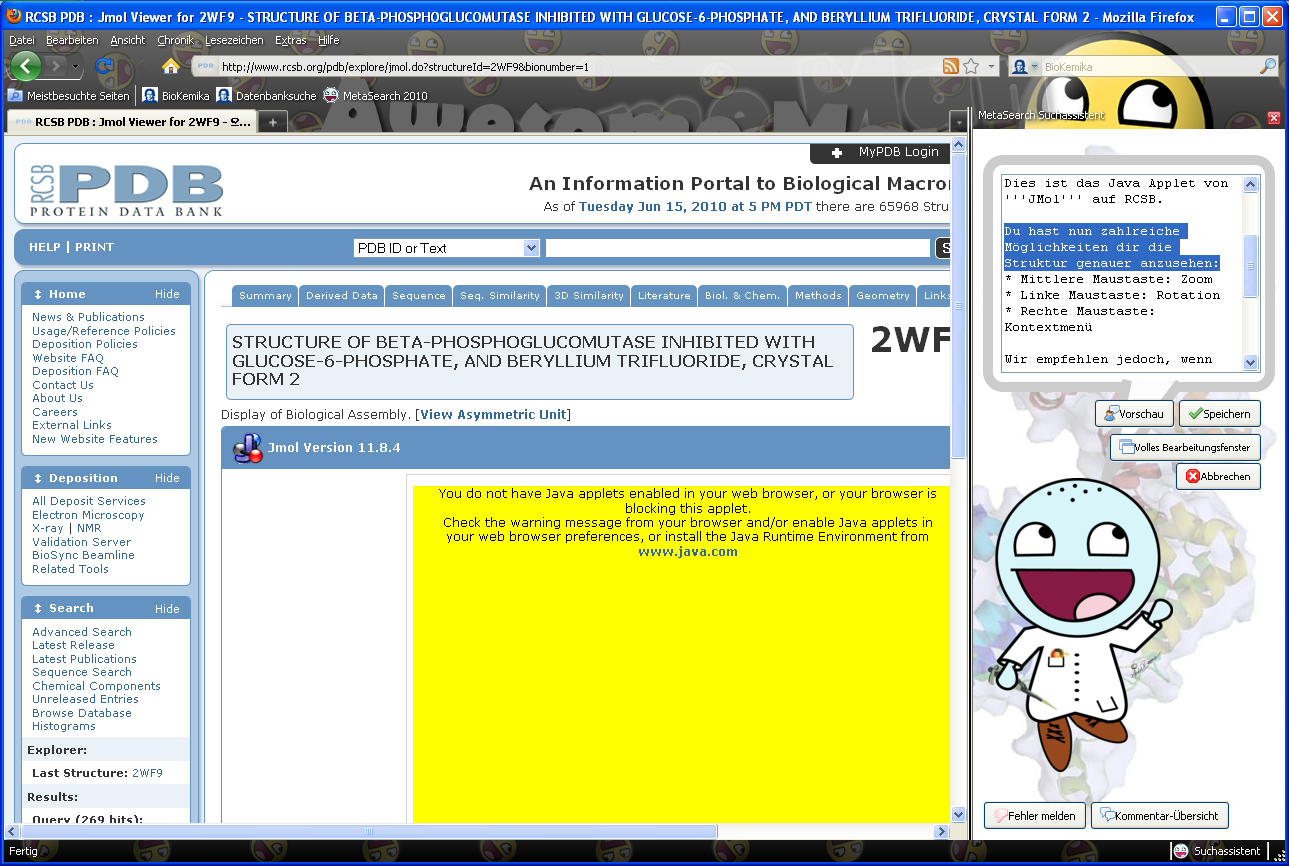 RCSB PDB : Jmol Viewer for 2WF9 - STRUCTURE OF BETA-PHOSPHOGLUCOMUTASE INHIBITED WITH GLUCOSE-6-PHOSPHATE, AND BERYLLIUM TRIFLUORIDE, CRYSTAL FORM 2 - Mozilla Firefox
Datei Bearbeiten Ansicht Chronik Lesezeichen Extras Hilfe
http://www.rcsb.org/pdb/explore/jmol.do?structureId=2WF9&bionumber=1
BioKemika
Meistbesuchte Seiten BioKemika Datenbanksuche MetaSearch 2010
RCSB PDB : Jmol Viewer for 2WF9 - ...
MetaSearch Suchassistent
MyPDB Login
RCSB PDB
PROTEIN DATA BANK
An Information Portal to Biological Macror
As of Tuesday Jun 15, 2010 at 5 PM PDT there are 65968 Stru
HELP | PRINT
PDB ID or Text
S
Home Hide
News & Publications
Usage/Reference Policies
Deposition Policies
Website FAQ
Deposition FAQ
Contact Us
About Us
Careers
External Links
New Website Features
Deposition Hide
All Deposit Services
Electron Microscopy
X-ray | NMR
Validation Server
BioSync Beamline
Related Tools
Search Hide
Advanced Search
Latest Release
Latest Publications
Sequence Search
Chemical Components
Unreleased Entries
Browse Database
Histograms
Explorer:
Last Structure: 2WF9
Results:
Query (269 hits):
Summary Derived Data Sequence Seq. Similarity 3D Similarity Literature Biol. & Chem. Methods Geometry Links
STRUCTURE OF BETA-PHOSPHOGLUCOMUTASE INHIBITED WITH
GLUCOSE-6-PHOSPHATE, AND BERYLLIUM TRIFLUORIDE, CRYSTAL
FORM 2
2WF
Display of Biological Assembly. [View Asymmetric Unit]
Jmol Version 11.8.4
You do not have Java applets enabled in your web browser, or your browser is
blocking this applet.
Check the warning message from your browser and/or enable Java applets in
your web browser preferences, or install the Java Runtime Environment from
www.java.com
Dies ist das Java Applet von
'''JMol''' auf RCSB.
Du hast nun zahlreiche
Möglichkeiten dir die
Struktur genauer anzusehen:
* Mittlere Maustaste: Zoom
* Linke Maustaste: Rotation
* Rechte Maustaste:
Kontextmenü
Wir empfehlen jedoch, wenn
Vorschau Speichern
Volles Bearbeitungsfenster
Abbrechen
Fehler melden Kommentar-Übersicht
Fertig
Suchassistent